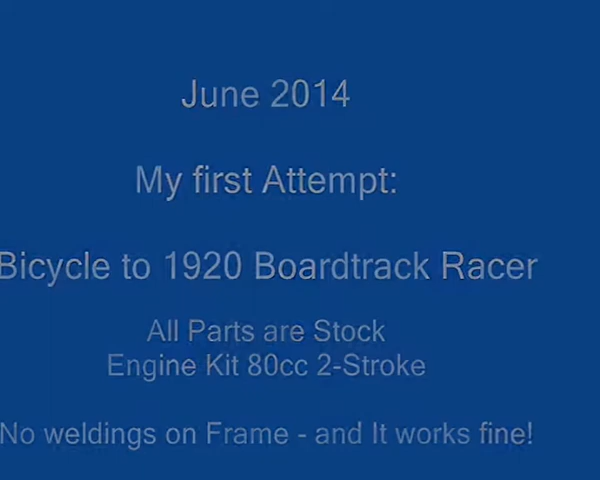 June 2014
My first Attempt:
Bicycle to 1920 Boardtrack Racer
All Parts are Stock
Engine Kit 80cc 2-Stroke
No weldings on Frame - and It works fine!